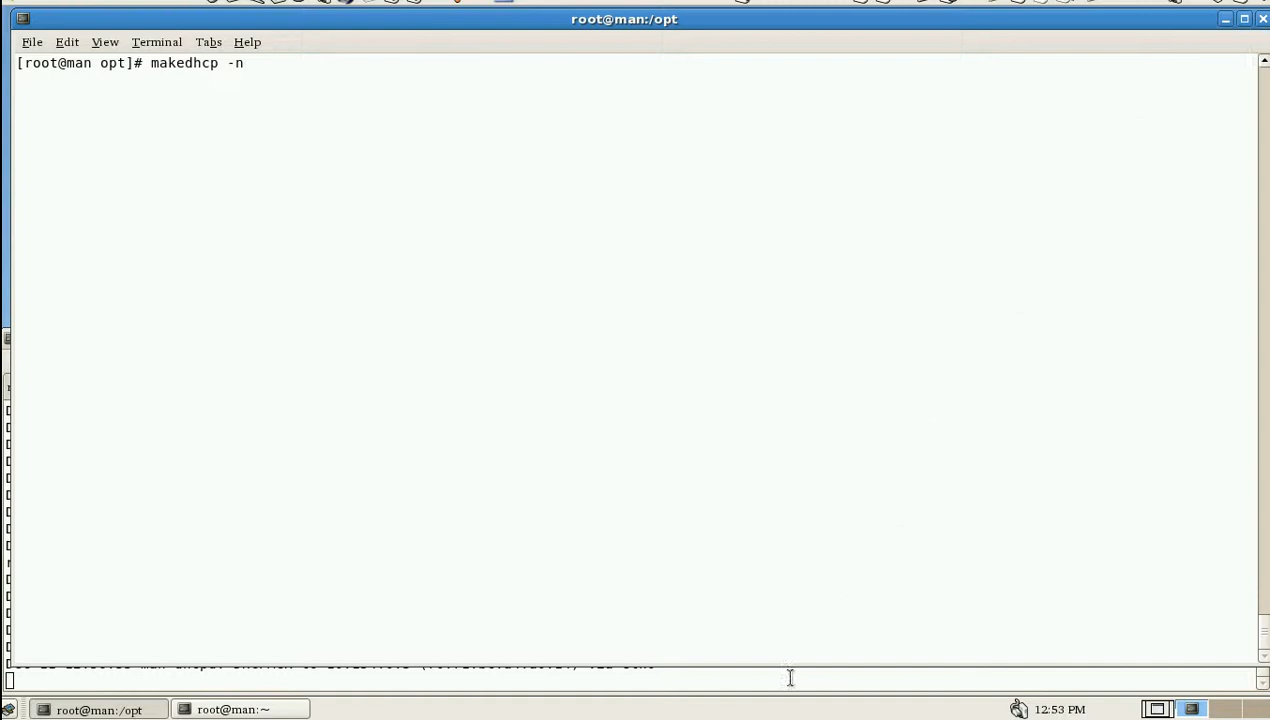 root@man:/opt
File Edit View Terminal Tabs Help
[root@man opt]# makedhcp -n
root@man:/opt root@man:~ 12:53 PM